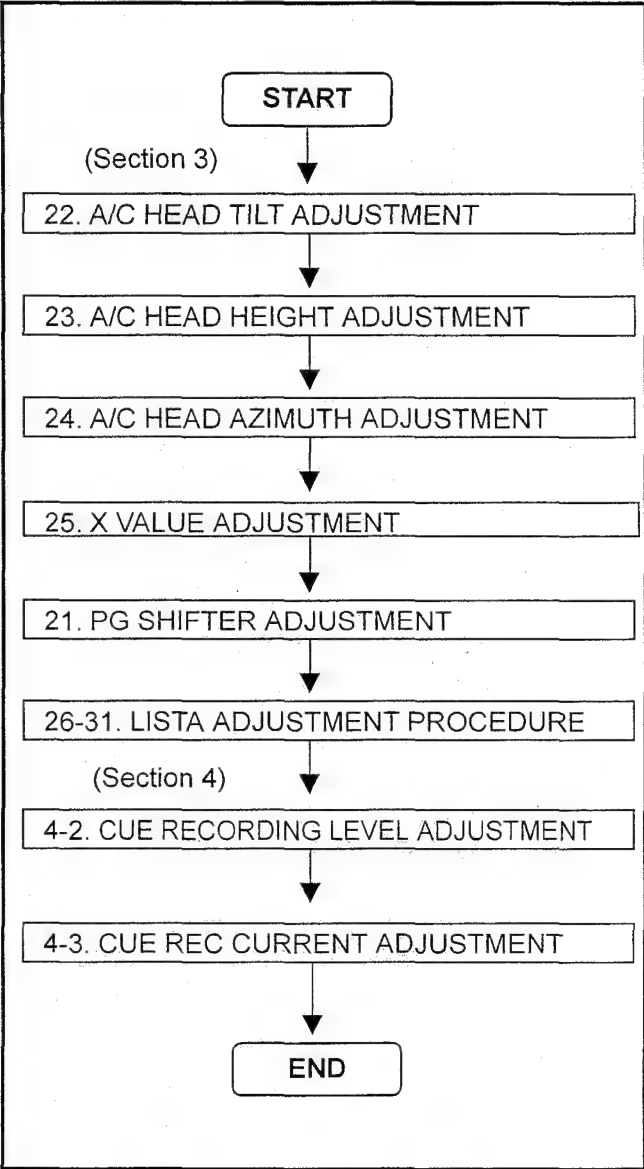 START
(Section 3)
22. A/C HEAD TILT ADJUSTMENT
23. A/C HEAD HEIGHT ADJUSTMENT
24. A/C HEAD AZIMUTH ADJUSTMENT
25. X VALUE ADJUSTMENT
21. PG SHIFTER ADJUSTMENT
26-31. LISTA ADJUSTMENT PROCEDURE
(Section 4)
4-2. CUE RECORDING LEVEL ADJUSTMENT
4-3. CUE REC CURRENT ADJUSTMENT
END